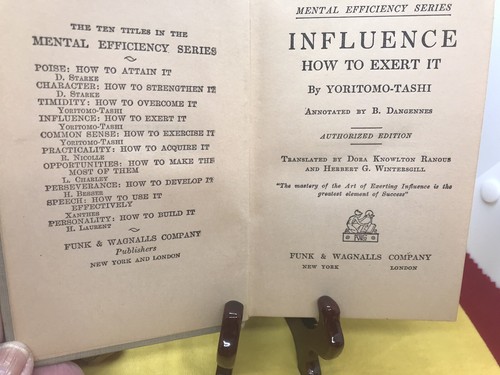 THE TEN TITLES IN THE
MENTAL EFFICIENCY SERIES
POISE: HOW TO ATTAIN IT
D. Starke
CHARACTER: HOW TO STRENGTHEN IT
D. Starke
TIMIDITY: HOW TO OVERCOME IT
Yoritomo-Tashi
INFLUENCE: HOW TO EXERT IT
Yoritomo-Tashi
COMMON SENSE: HOW TO EXERCISE IT
Yoritomo-Tashi
PRACTICALITY: HOW TO ACQUIRE IT
R. Nicolle
OPPORTUNITIES: HOW TO MAKE THE
MOST OF THEM
L. Charley
PERSEVERANCE: HOW TO DEVELOP IT
H. Besser
SPEECH: HOW TO USE IT
EFFECTIVELY
Xanthes
PERSONALITY: HOW TO BUILD IT
H. Laurent
FUNK & WAGNALLS COMPANY
Publishers
NEW YORK AND LONDON
MENTAL EFFICIENCY SERIES
INFLUENCE
HOW TO EXERT IT
By YORITOMO-TASHI
Annotated by B. Dangennes
AUTHORIZED EDITION
Translated by Dora Knowlton Ranous
and Herbert G. Wintersgill
"The mastery of the Art of Exerting Influence is the
greatest element of Success"
FUNK & WAGNALLS COMPANY
NEW YORK LONDON